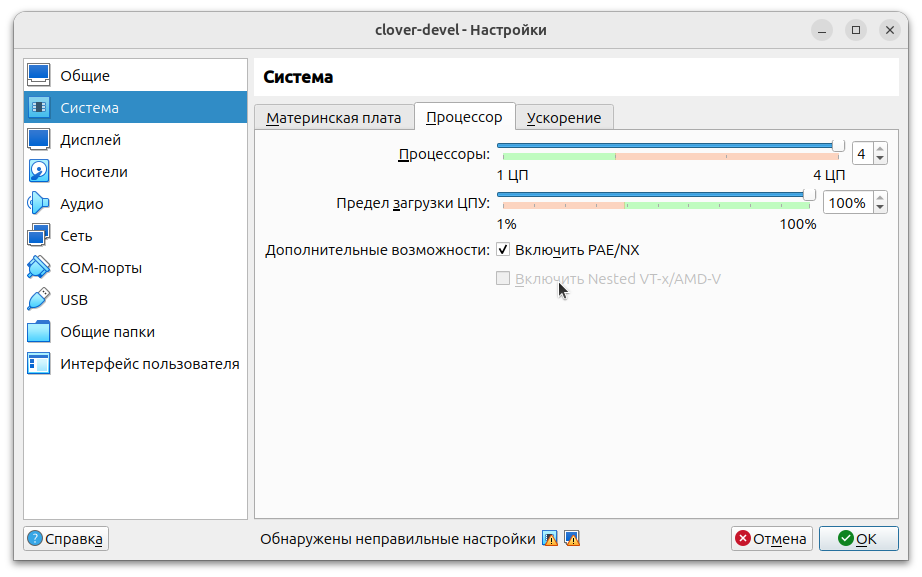 clover-devel - Настройки
Общие
Система
Дисплей
Носители
Аудио
Сеть
COM-порты
USB
Общие папки
Интерфейс пользователя
Система
Материнская плата Процессор Ускорение
Процессоры: 4
1 ЦП 4 ЦП
Предел загрузки ЦПУ: 100%
1% 100%
Дополнительные возможности: Включить PAE/NX
Включить Nested VT-x/AMD-V
Справка Обнаружены неправильные настройки Отмена OK